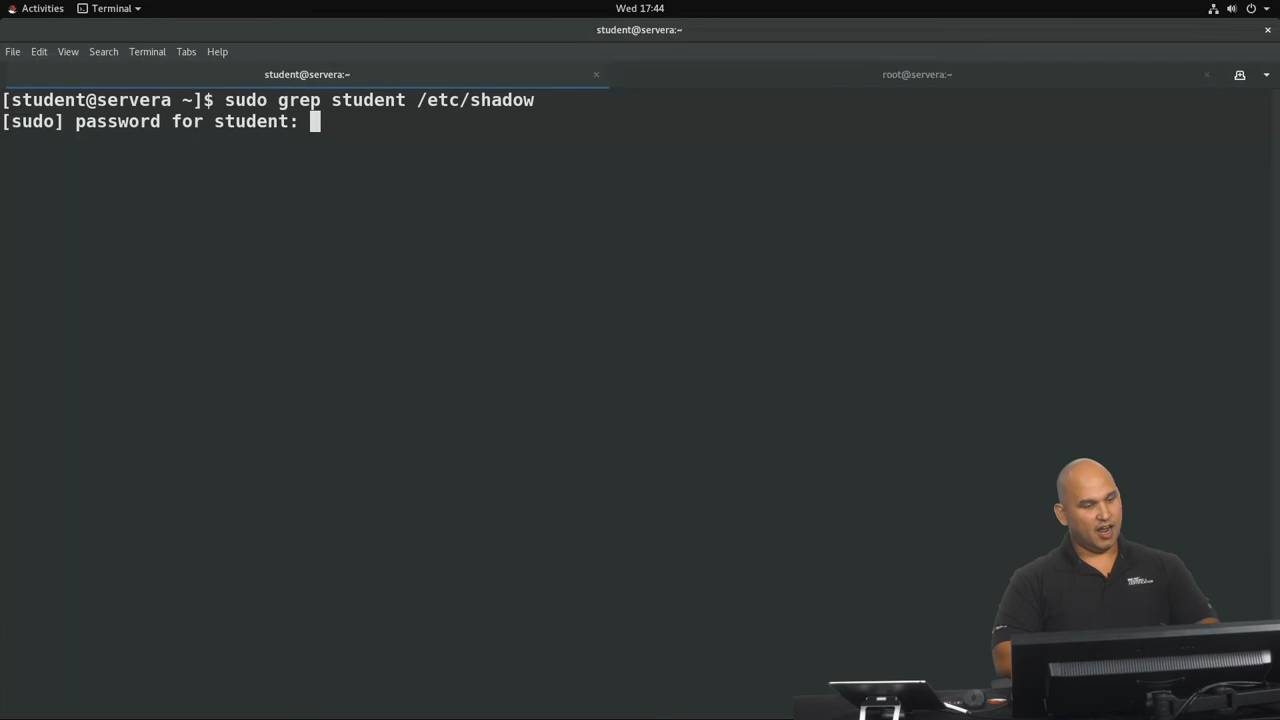 Activities Terminal Wed 17:44
student@servera:~
File Edit View Search Terminal Tabs Help
student@servera:~ root@servera:~
[student@servera ~]$ sudo grep student /etc/shadow
[sudo] password for student: